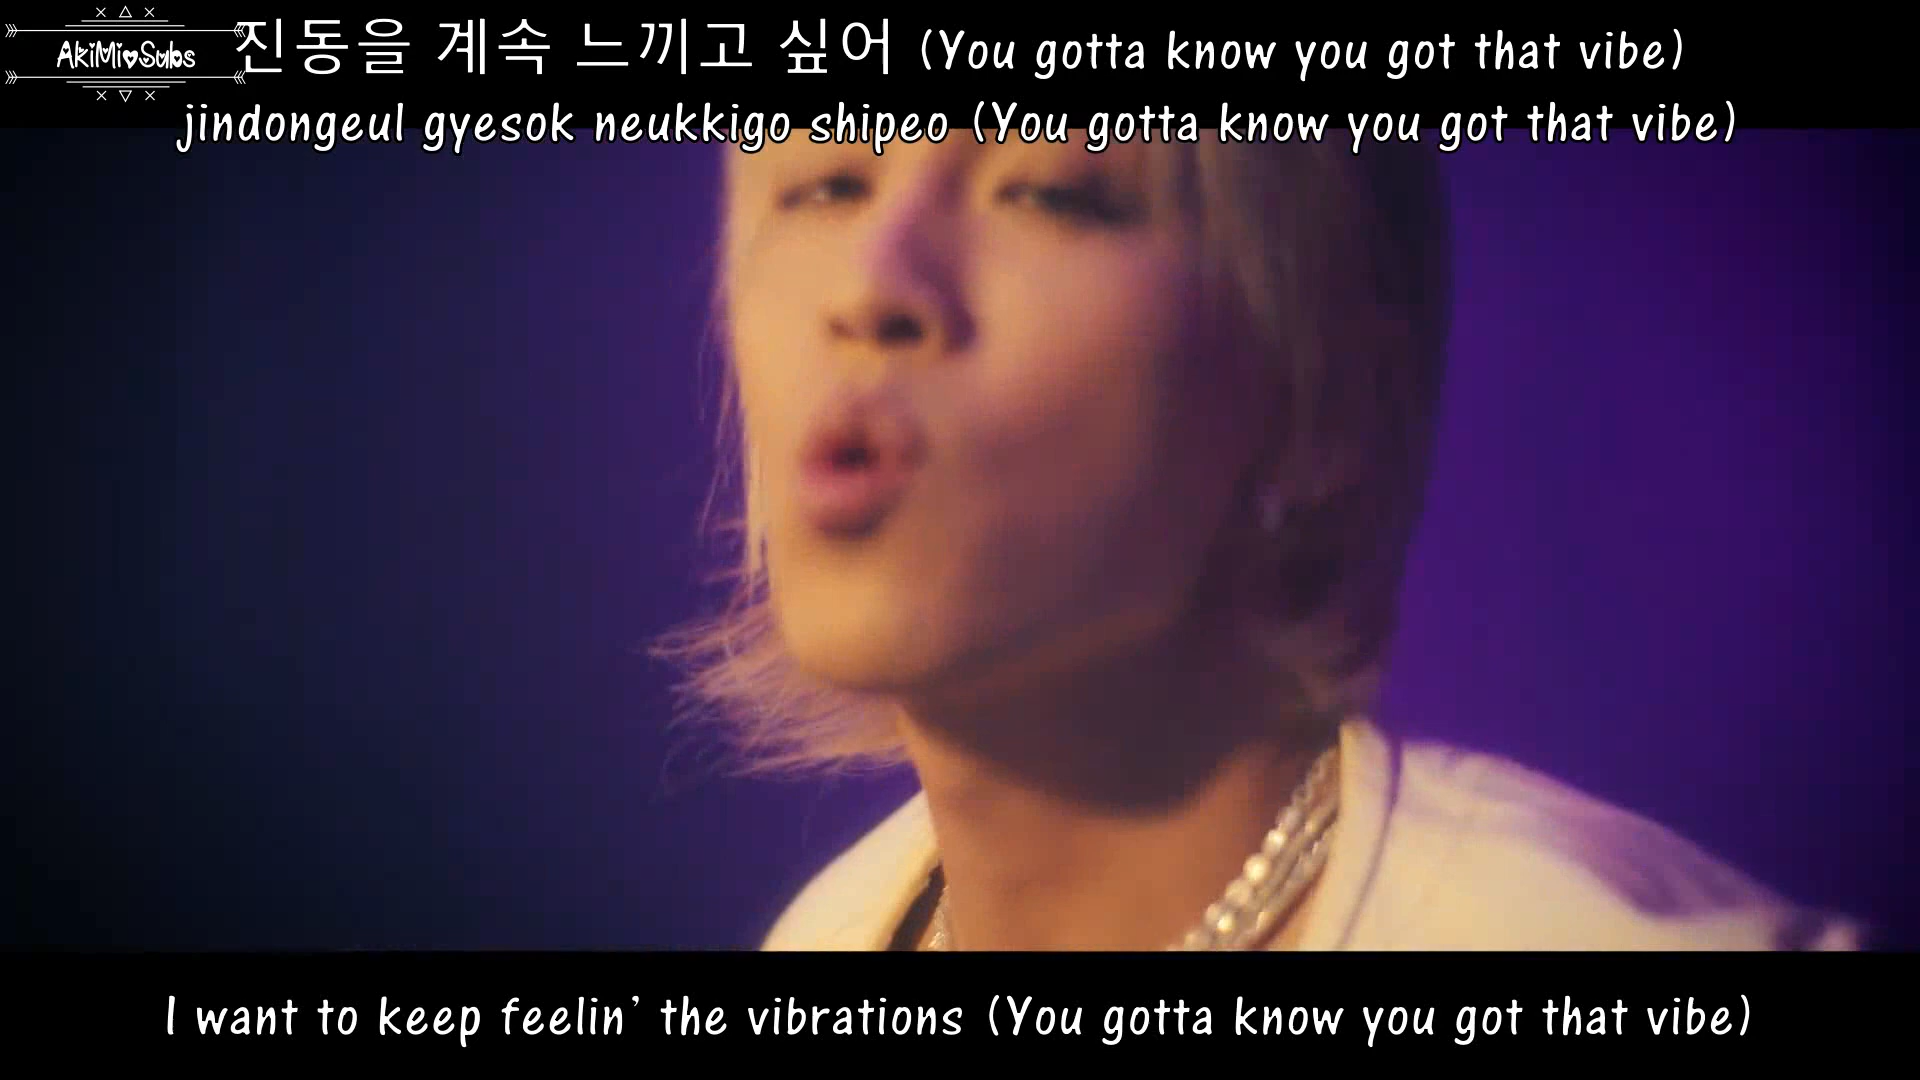 AkiMi♥Subs
진동을 계속 느끼고 싶어 (You gotta know you got that vibe)
jindongeul gyesok neukkigo shipeo (You gotta know you got that vibe)
I want to keep feelin' the vibrations (You gotta know you got that vibe)